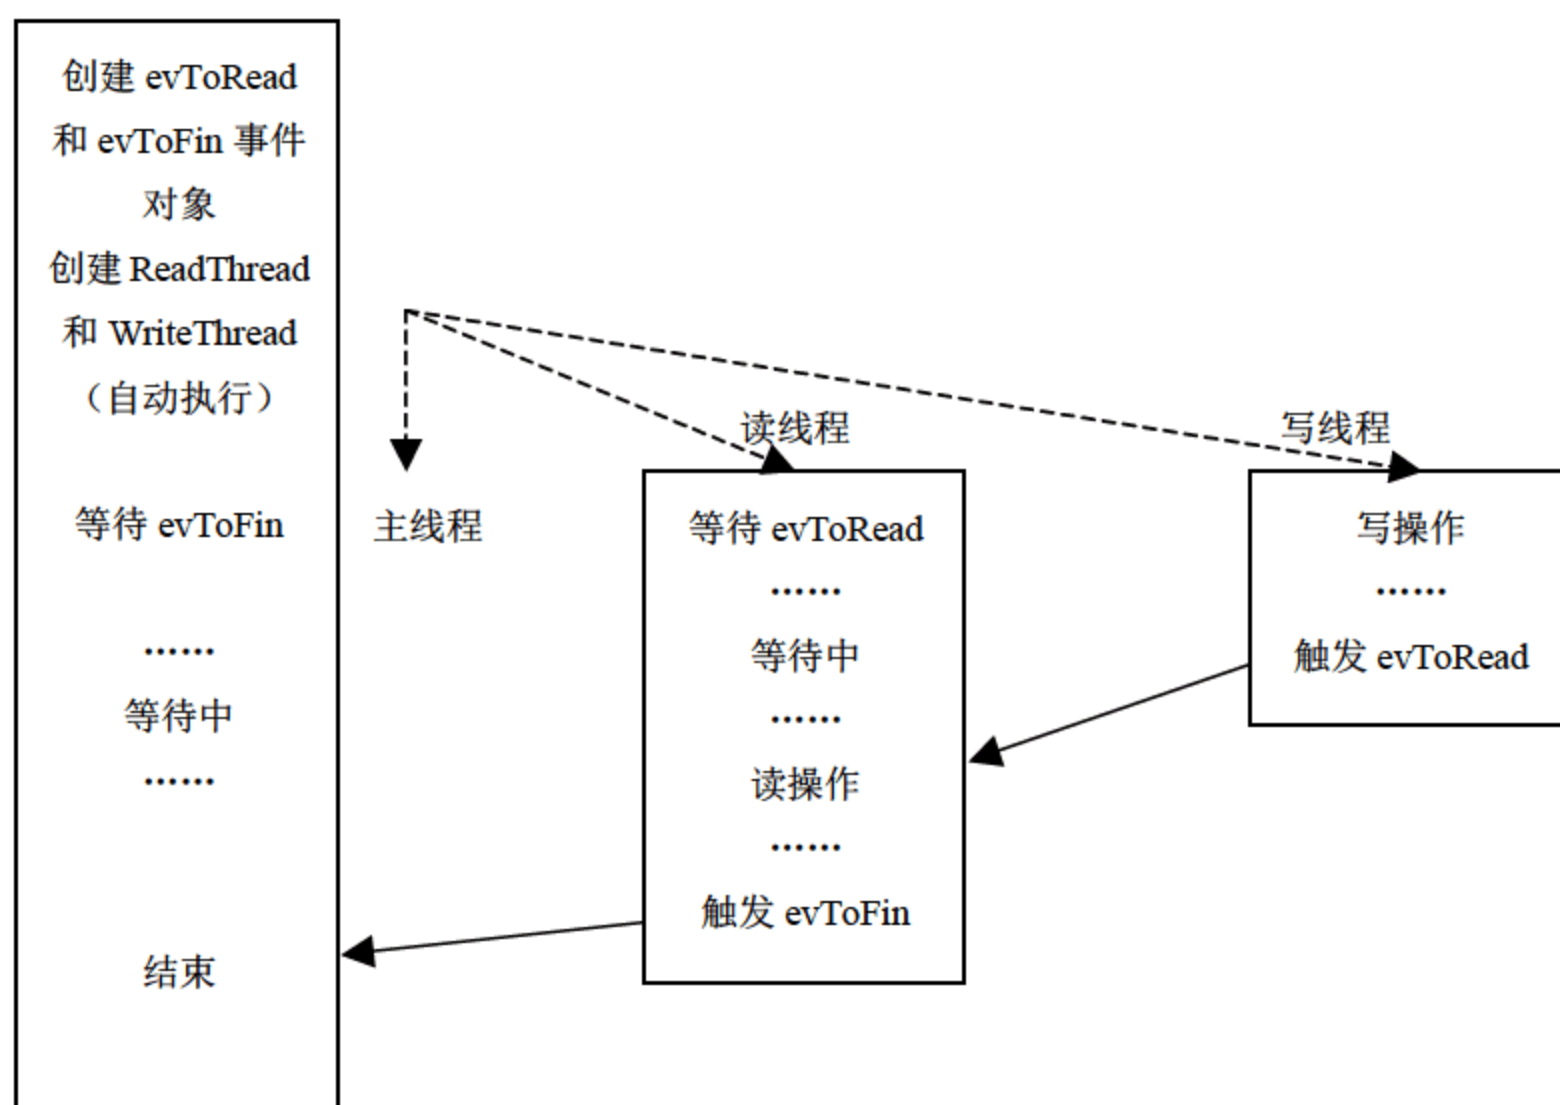 创建 evToRead
和 evToFin 事件
对象
创建 ReadThread
和 WriteThread
（自动执行）
等待 evToFin
……
等待中
……
结束
主线程
读线程
等待 evToRead
……
等待中
……
读操作
……
触发 evToFin
写线程
写操作
……
触发 evToRead